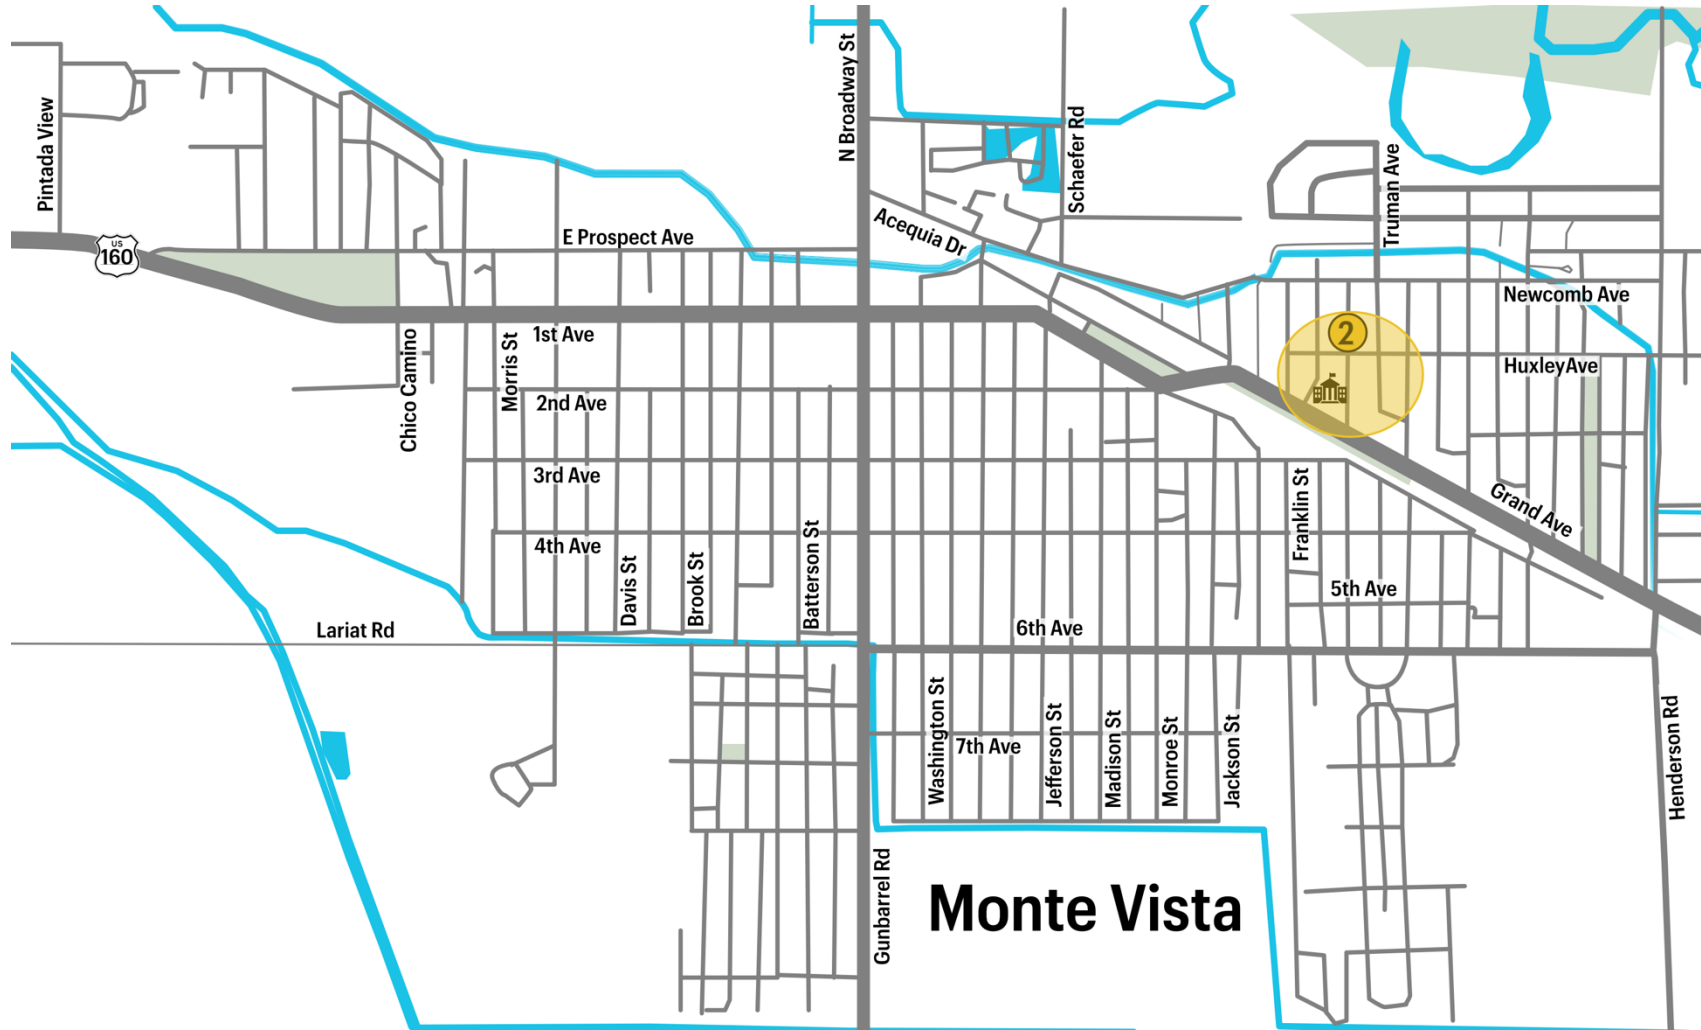 Pintada View
N Broadway St
Schaefer Rd
Truman Ave
Acequia Dr
E Prospect Ave
US
160
Newcomb Ave
1st Ave
2
Chico Camino
Morris St
HuxleyAve
2nd Ave
3rd Ave
Grand Ave
Franklin St
4th Ave
Davis St
Brook St
Batterson St
5th Ave
Lariat Rd
6th Ave
Washington St
7th Ave
Jefferson St
Madison St
Monroe St
Jackson St
Henderson Rd
Gunbarrel Rd
Monte Vista